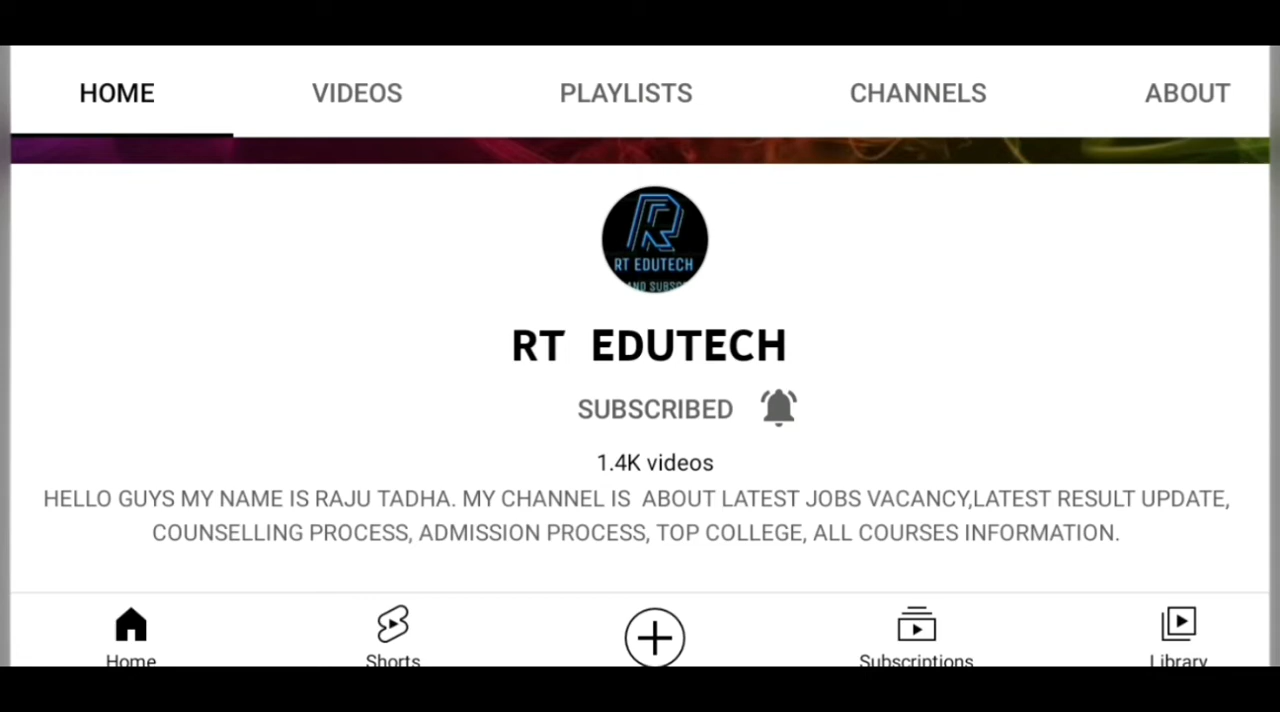 HOME VIDEOS PLAYLISTS CHANNELS ABOUT
RT EDUTECH
AND SUBSC
RT EDUTECH
SUBSCRIBED
1.4K videos
HELLO GUYS MY NAME IS RAJU TADHA. MY CHANNEL IS ABOUT LATEST JOBS VACANCY,LATEST RESULT UPDATE,
COUNSELLING PROCESS, ADMISSION PROCESS, TOP COLLEGE, ALL COURSES INFORMATION.
Home Shorts Subscriptions Library